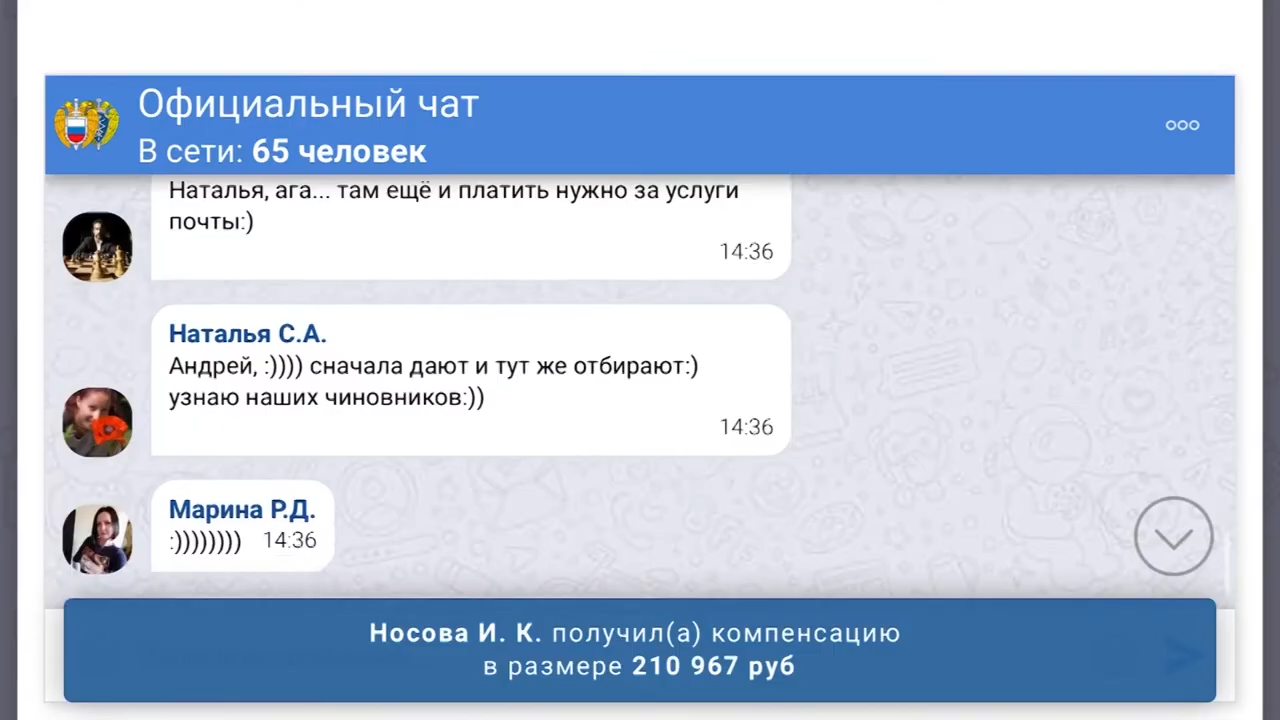 Официальный чат
В сети: 65 человек
Наталья, ага... там ещё и платить нужно за услуги
почты:)
14:36
Наталья С.А.
Андрей, :)))) сначала дают и тут же отбирают:)
узнаю наших чиновников:))
14:36
Марина Р.Д.
:)))))))) 14:36
Носова И. К. получил(а) компенсацию
в размере 210 967 руб